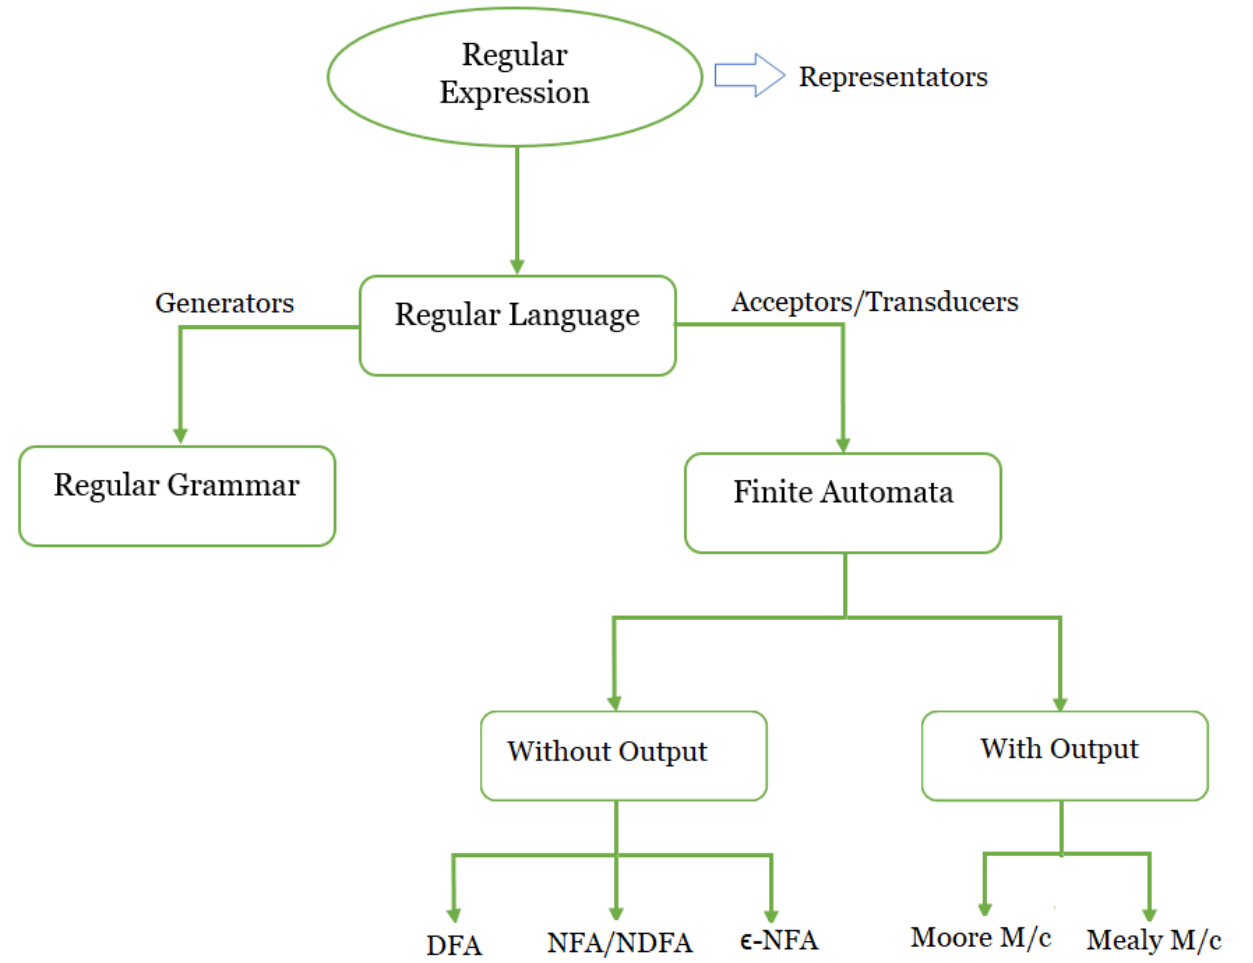 Regular
Expression
Representators
Generators
Regular Language
Acceptors/Transducers
Regular Grammar
Finite Automata
Without Output
With Output
DFA
NFA/NDFA
ϵ-NFA
Moore M/c
Mealy M/c